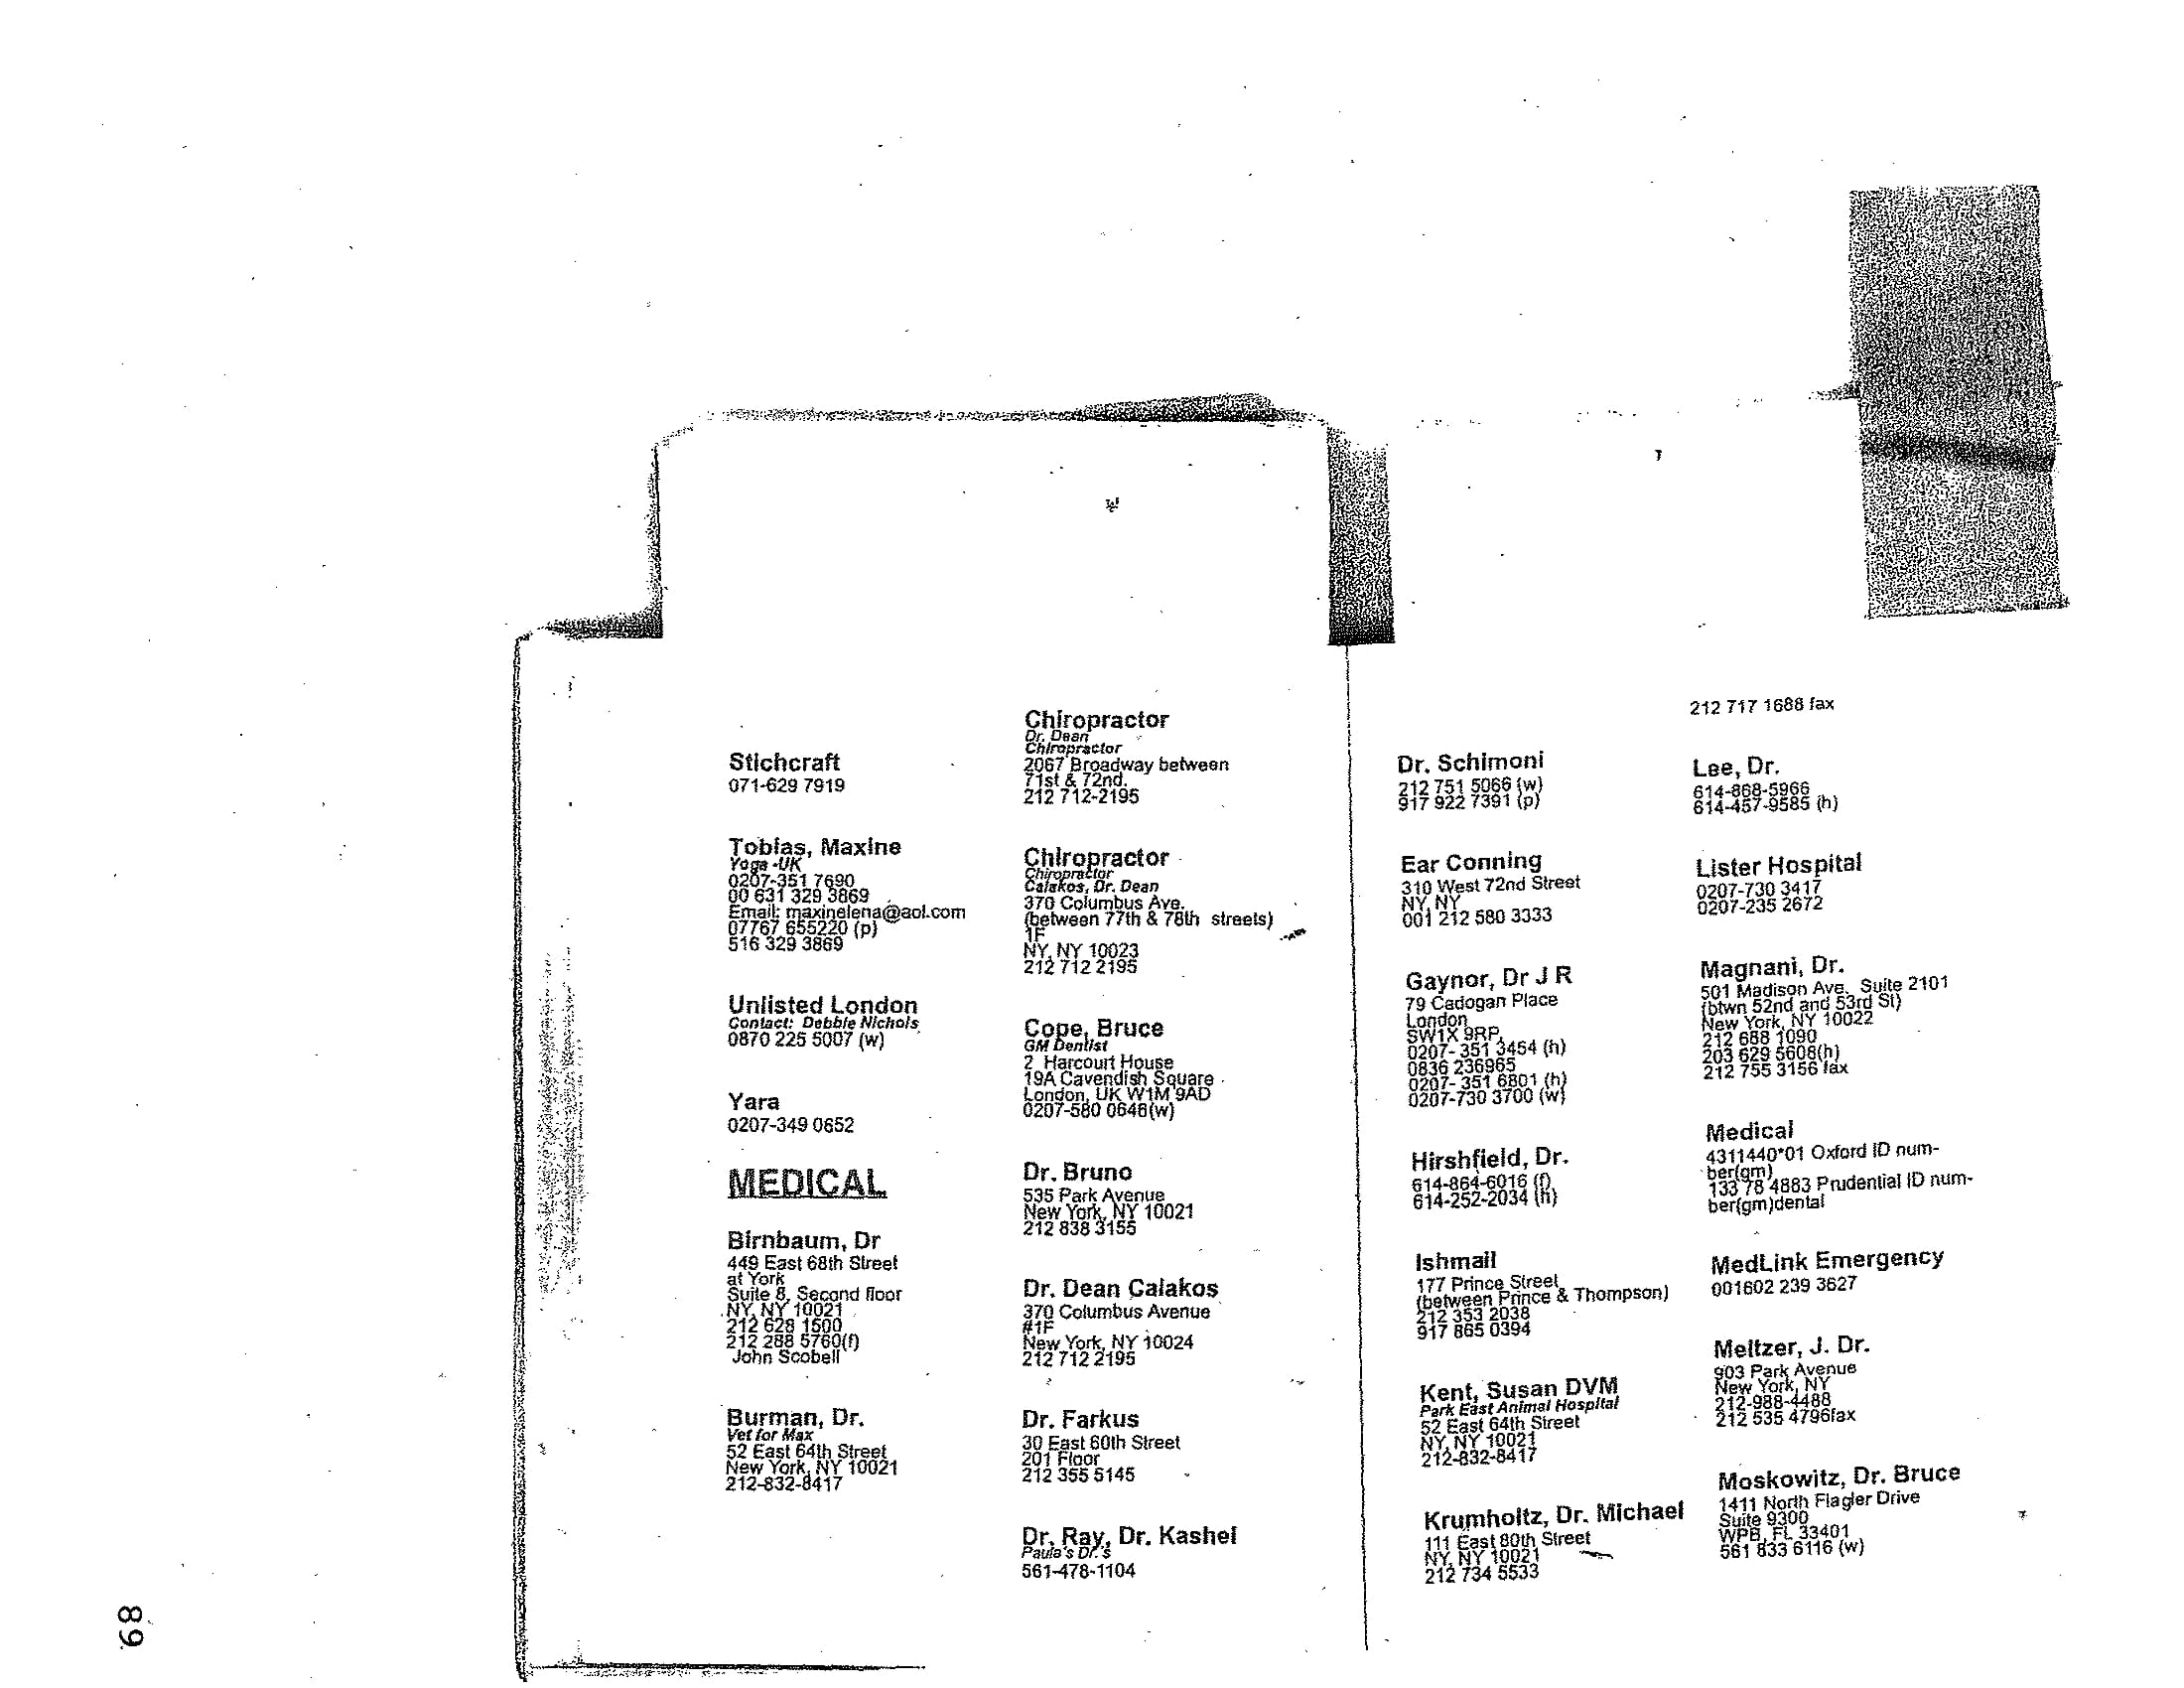 Stichcraft
071-629 7919
Tobias, Maxine
Yoga -UK
0207-351 7690
00 631 329 3869
Email: maxinelena@aol.com
07767 655220 (p)
516 329 3869
Unlisted London
Contact: Debbie Nichols
0870 225 5007 (w)
Yara
0207-349 0652
MEDICAL
Birnbaum, Dr
449 East 68th Street
at York
Suite 8, Second floor
NY, NY 10021
212 628 1500
212 288 5760(f)
John Scobell
Burman, Dr.
Vet for Max
52 East 64th Street
New York, NY 10021
212-832-8417
Chiropractor
Dr. Dean
Chiropractor
2067 Broadway between
71st & 72nd.
212 712-2195
Chiropractor
Chiropractor
Calakos, Dr. Dean
370 Columbus Ave.
(between 77th & 78th streets)
1F
NY, NY 10023
212 712 2195
Cope, Bruce
GM Dentist
2 Harcourt House
19A Cavendish Square
London, UK W1M 9AD
0207-580 0646(w)
Dr. Bruno
535 Park Avenue
New York, NY 10021
212 838 3155
Dr. Dean Calakos
370 Columbus Avenue
#1F
New York, NY 10024
212 712 2195
Dr. Farkus
30 East 60th Street
201 Floor
212 355 5145
Dr. Ray, Dr. Kashel
Paula's Dr.'s
561-478-1104
Dr. Schimoni
212 751 5066 (w)
917 922 7391 (p)
Ear Conning
310 West 72nd Street
NY, NY
001 212 580 3333
Gaynor, Dr J R
79 Cadogan Place
London
SW1X 9RP,
0207- 351 3454 (h)
0836 236965
0207- 351 6801 (h)
0207-730 3700 (w)
Hirshfield, Dr.
614-864-6016 (f)
614-252-2034 (h)
Ishmail
177 Prince Street
(between Prince & Thompson)
212 353 2038
917 865 0394
Kent, Susan DVM
Park East Animal Hospital
52 East 64th Street
NY, NY 10021
212-832-8417
Krumholtz, Dr. Michael
111 East 80th Street
NY, NY 10021
212 734 5533
212 717 1688 fax
Lee, Dr.
614-868-5966
614-457-9585 (h)
Lister Hospital
0207-730 3417
0207-235 2672
Magnani, Dr.
501 Madison Ave. Suite 2101
(btwn 52nd and 53rd St)
New York, NY 10022
212 688 1090
203 629 5608(h)
212 755 3156 fax
Medical
4311440*01 Oxford ID num-
ber(gm)
133 78 4883 Prudential ID num-
ber(gm)dental
MedLink Emergency
001602 239 3627
Meltzer, J. Dr.
903 Park Avenue
New York, NY
212-988-4488
212 535 4796fax
Moskowitz, Dr. Bruce
1411 North Flagler Drive
Suite 9300
WPB, FL 33401
561 833 6116 (w)
89